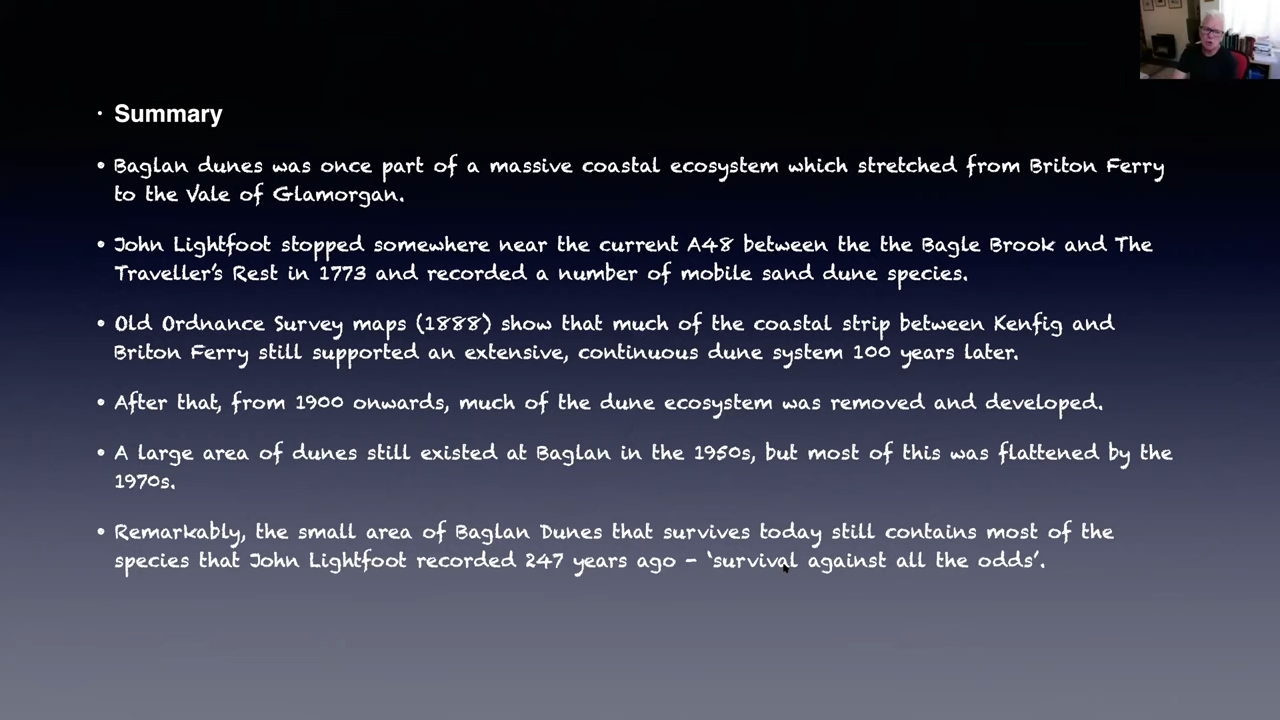 • Summary
• Baglan dunes was once part of a massive coastal ecosystem which stretched from Briton Ferry
to the Vale of Glamorgan.
• John Lightfoot stopped somewhere near the current A48 between the the Bagle Brook and The
Traveller's Rest in 1773 and recorded a number of mobile sand dune species.
• Old Ordnance Survey maps (1888) show that much of the coastal strip between Kenfig and
Briton Ferry still supported an extensive, continuous dune system 100 years later.
• After that, from 1900 onwards, much of the dune ecosystem was removed and developed.
• A large area of dunes still existed at Baglan in the 1950s, but most of this was flattened by the
1970s.
• Remarkably, the small area of Baglan Dunes that survives today still contains most of the
species that John Lightfoot recorded 247 years ago - 'survival against all the odds'.